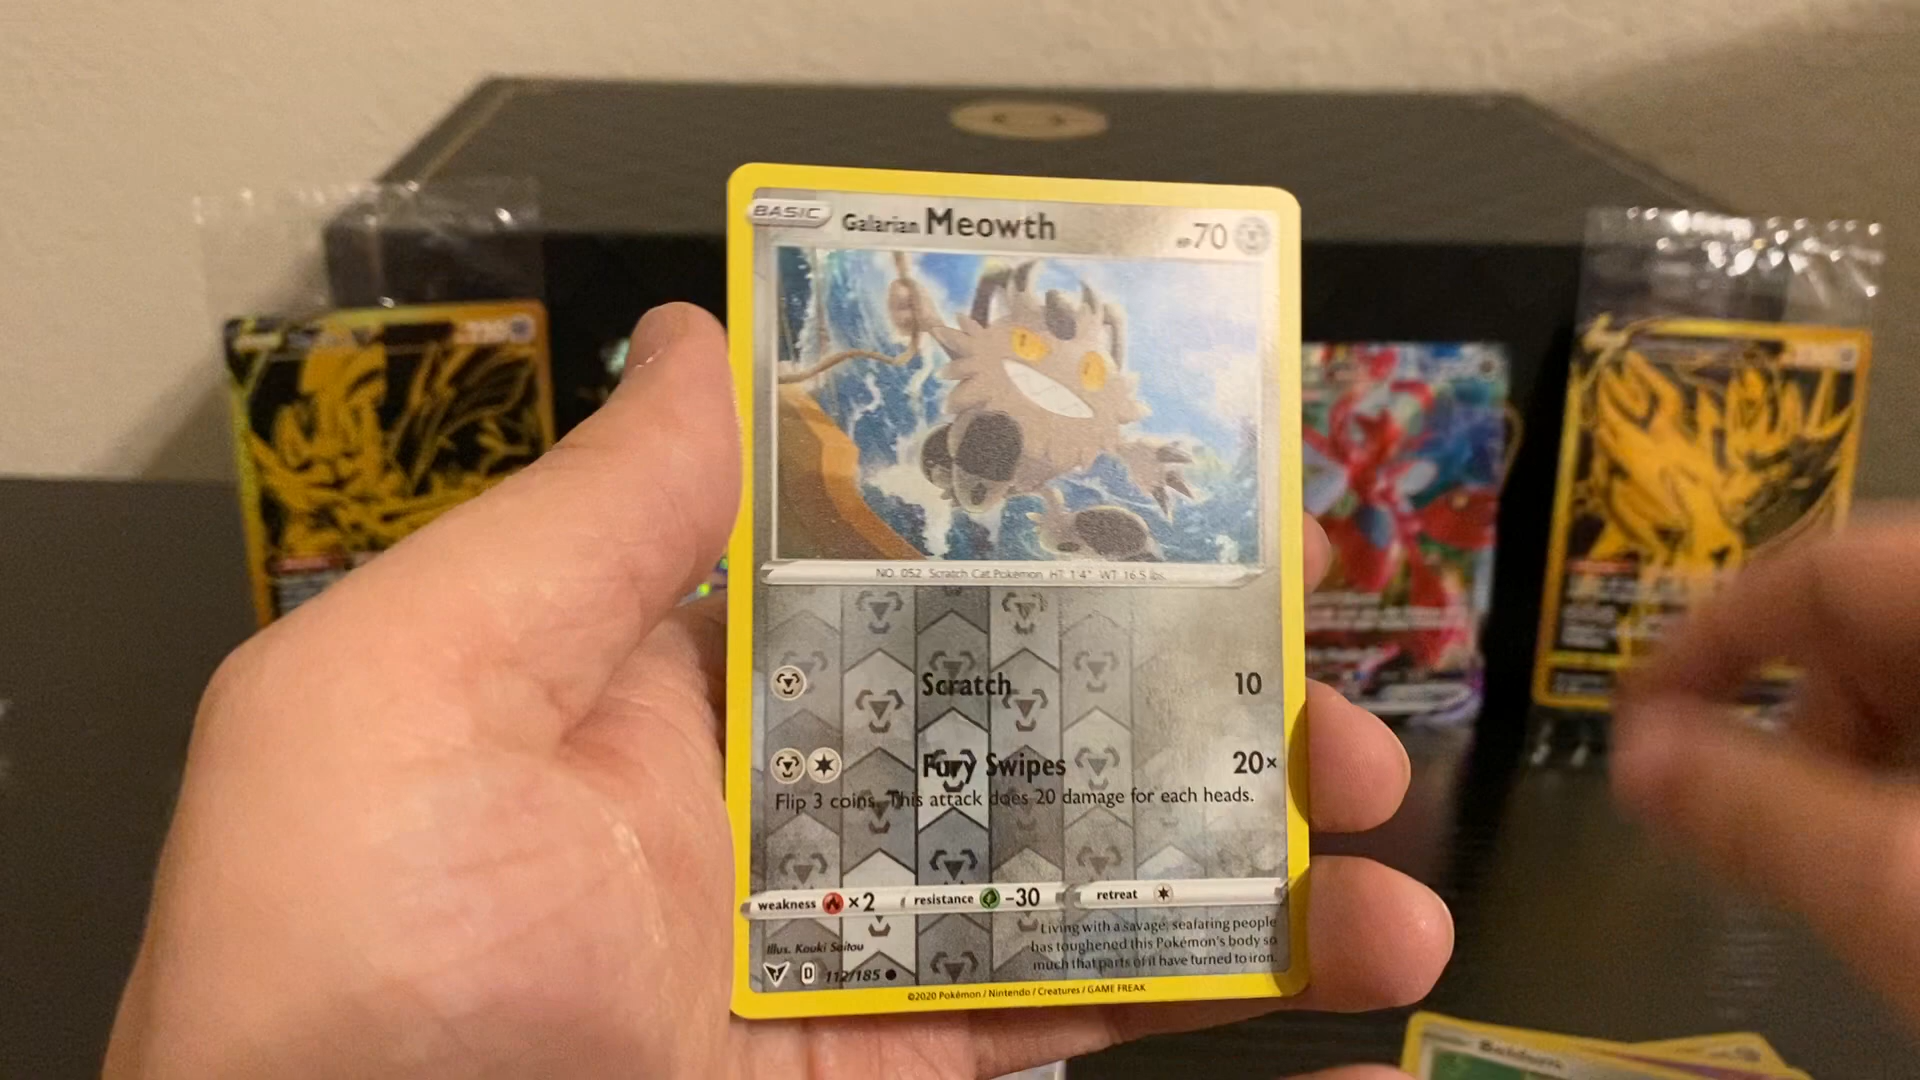 BASIC
Galarian Meowth
HP 70
NO. 052 Scratch Cat Pokémon HT 1'4" WT 16.5 lbs.
Scratch 10
Fury Swipes 20×
Flip 3 coins. This attack does 20 damage for each heads.
weakness ×2 resistance -30 retreat
Illus. Kouki Saitou
Living with a savage, seafaring people
has toughened this Pokémon's body so
much that parts of it have turned to iron.
D 112/185
©2020 Pokémon / Nintendo / Creatures / GAME FREAK